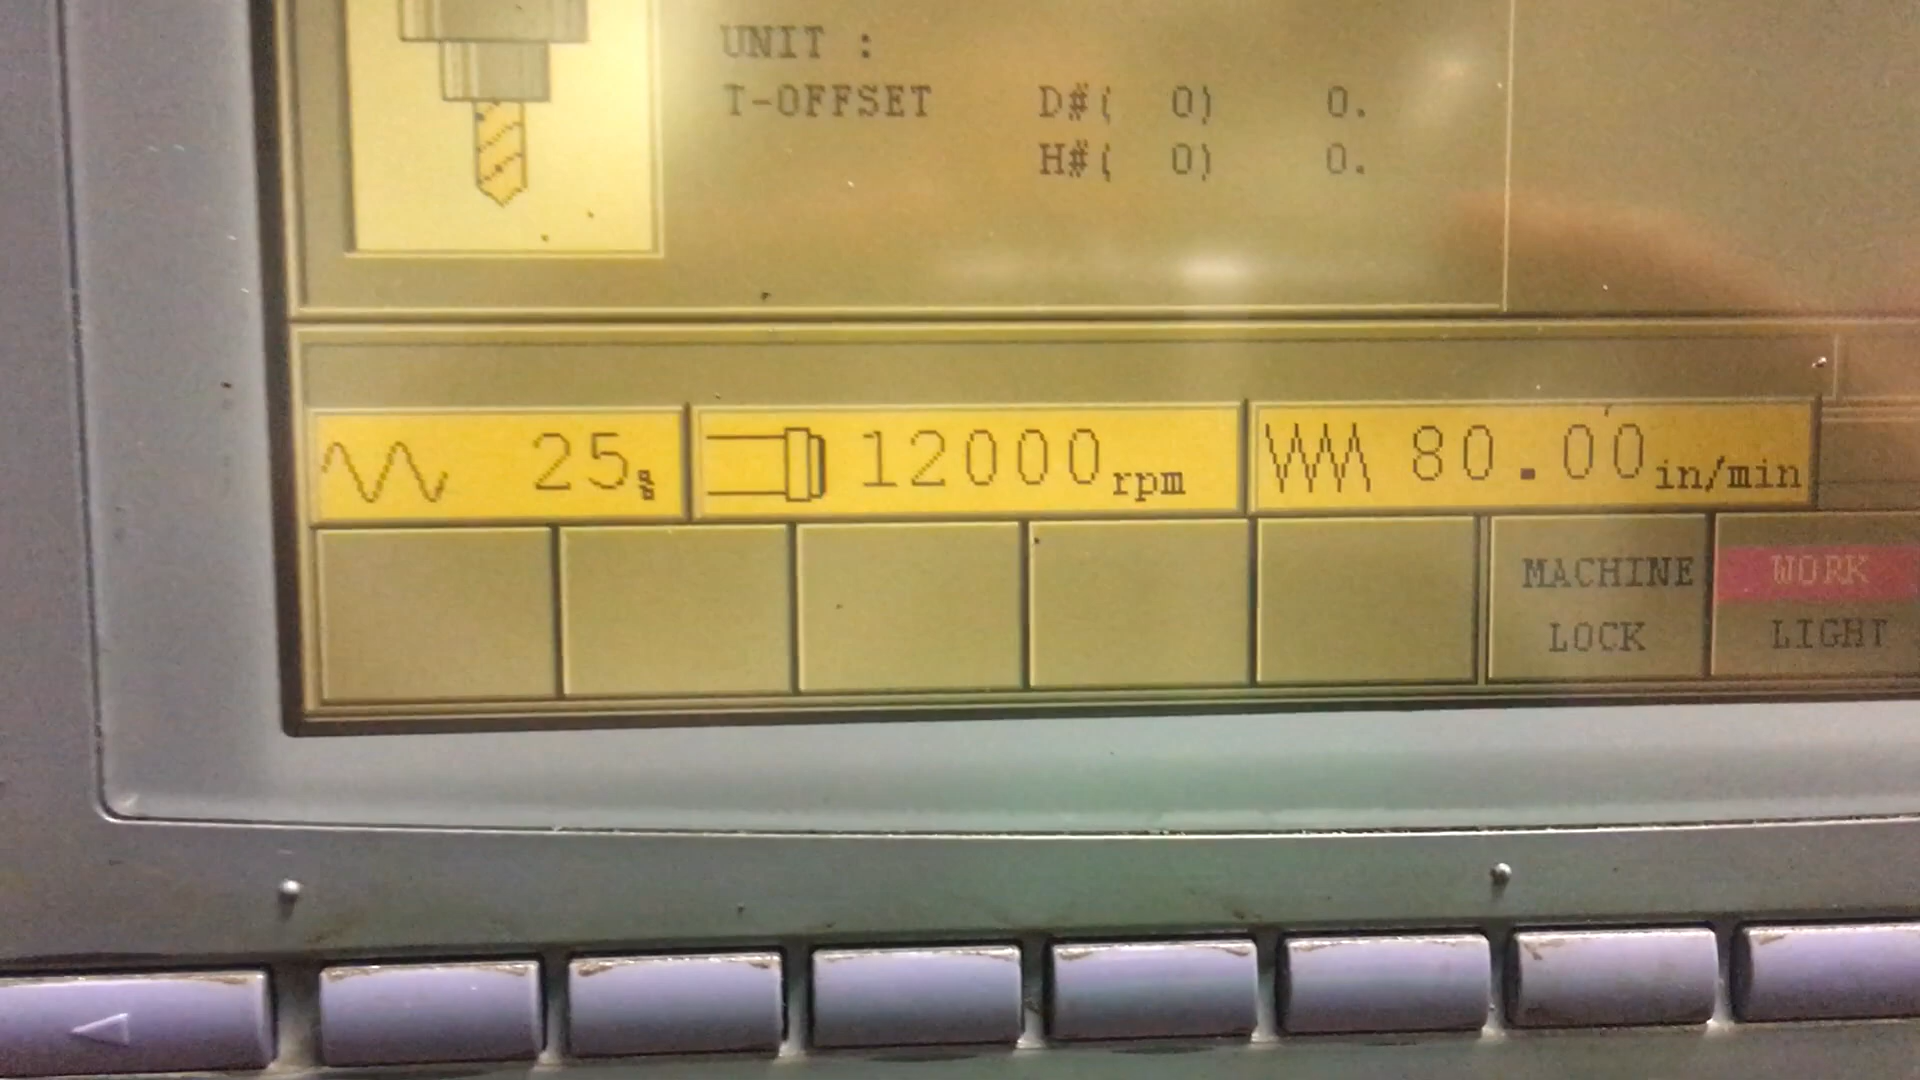 UNIT :
T-OFFSET D#( 0) 0.
H#( 0) 0.
25% 12000rpm 80.00in/min
MACHINE LOCK
WORK LIGHT